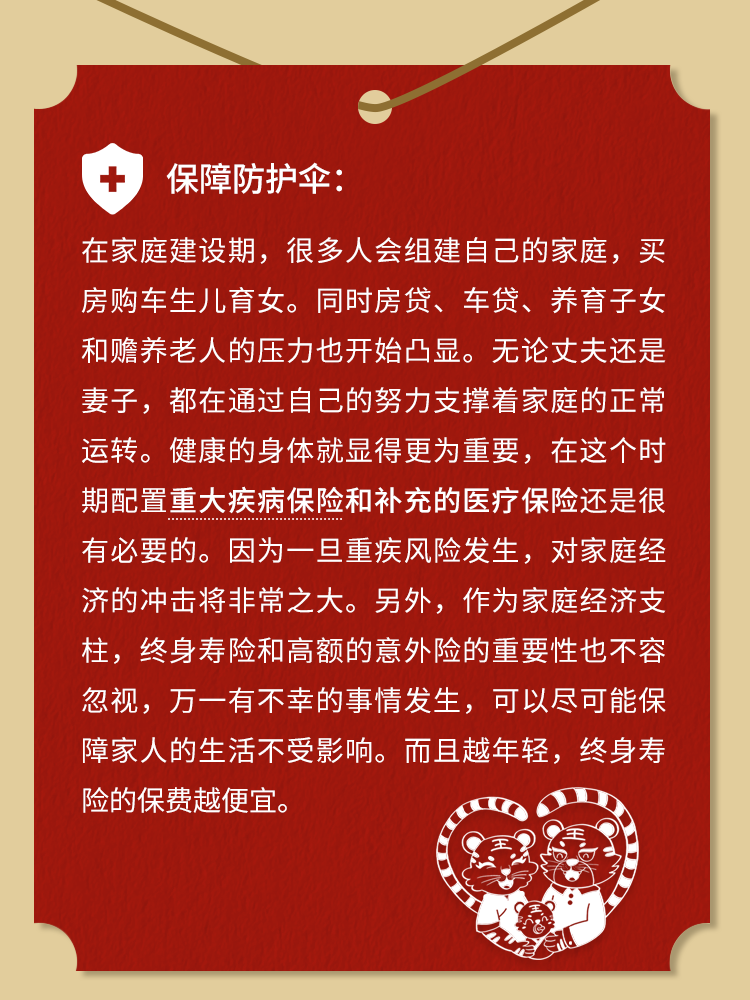 保障防护伞：
在家庭建设期，很多人会组建自己的家庭，买
房购车生儿育女。同时房贷、车贷、养育子女
和赡养老人的压力也开始凸显。无论丈夫还是
妻子，都在通过自己的努力支撑着家庭的正常
运转。健康的身体就显得更为重要，在这个时
期配置重大疾病保险和补充的医疗保险还是很
有必要的。因为一旦重疾风险发生，对家庭经
济的冲击将非常之大。另外，作为家庭经济支
柱，终身寿险和高额的意外险的重要性也不容
忽视，万一有不幸的事情发生，可以尽可能保
障家人的生活不受影响。而且越年轻，终身寿
险的保费越便宜。
王
王
王